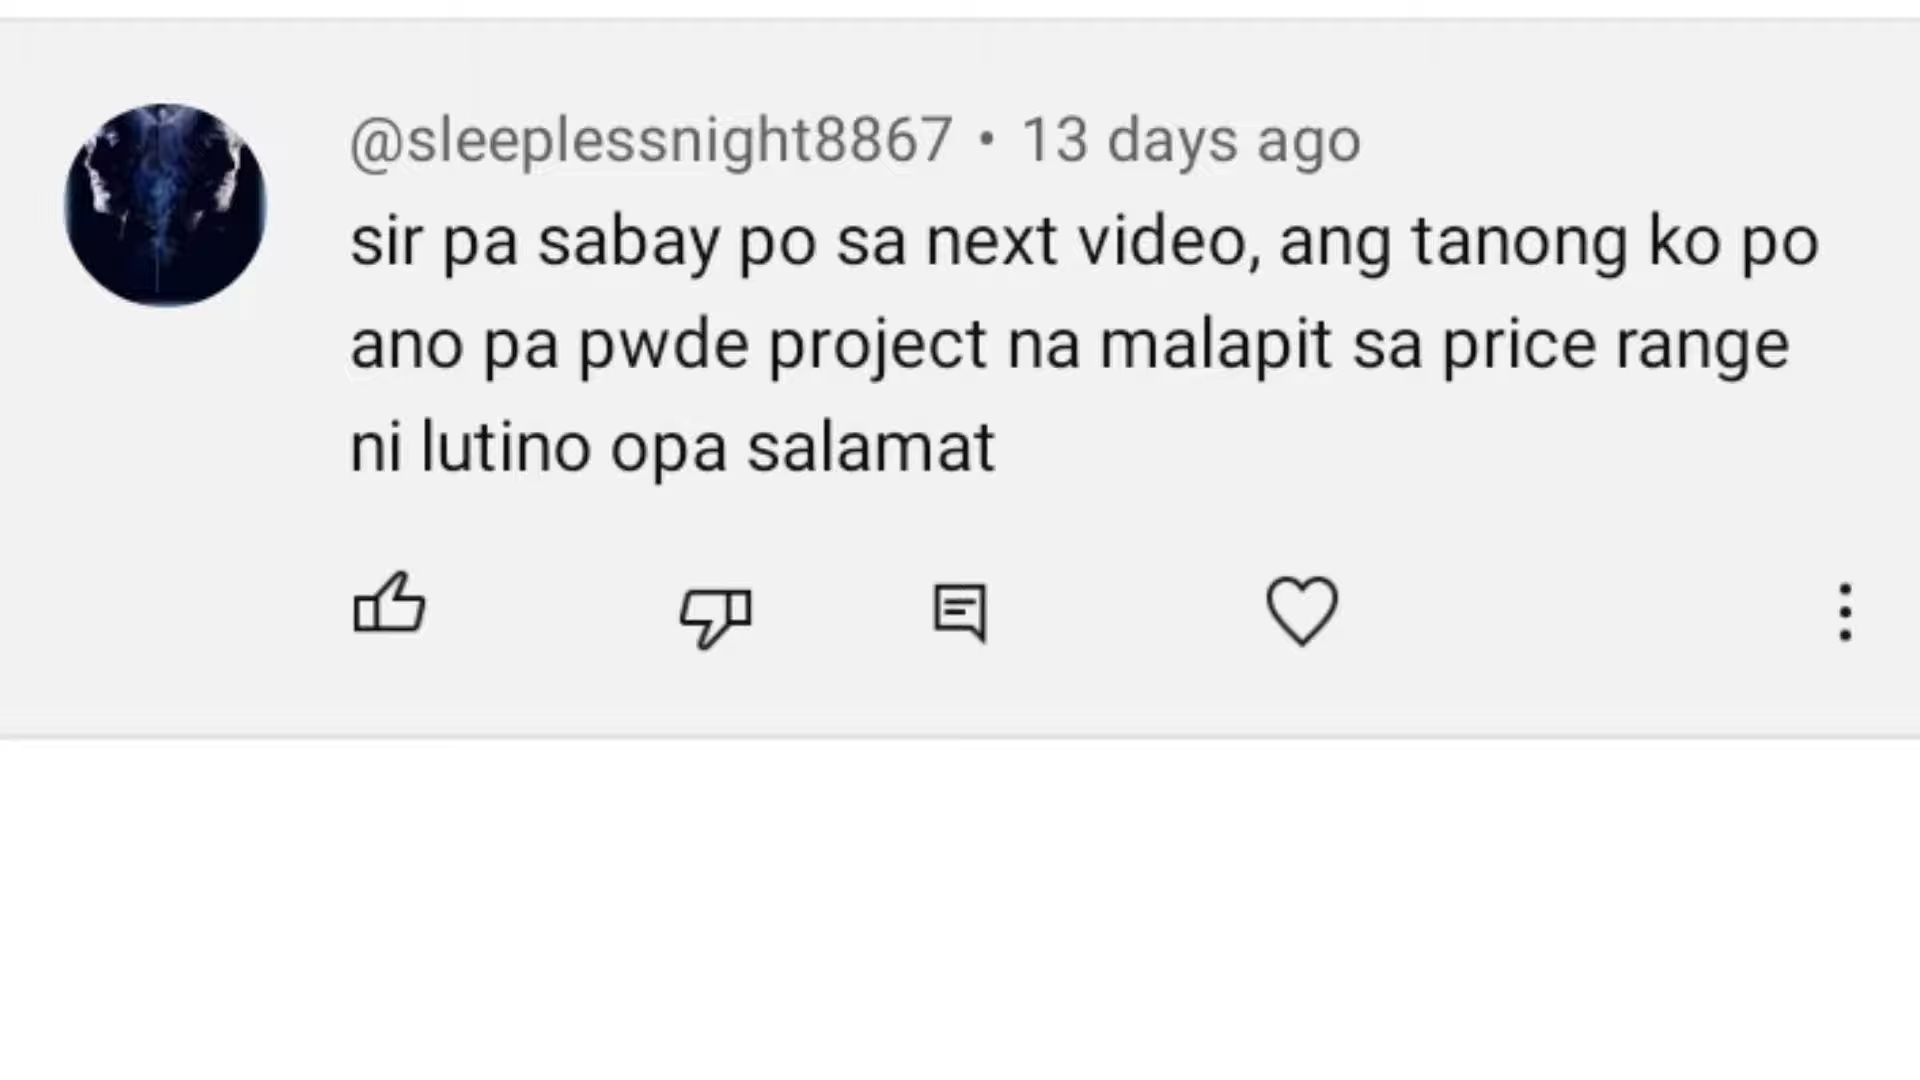 @sleeplessnight8867 • 13 days ago
sir pa sabay po sa next video, ang tanong ko po
ano pa pwde project na malapit sa price range
ni lutino opa salamat